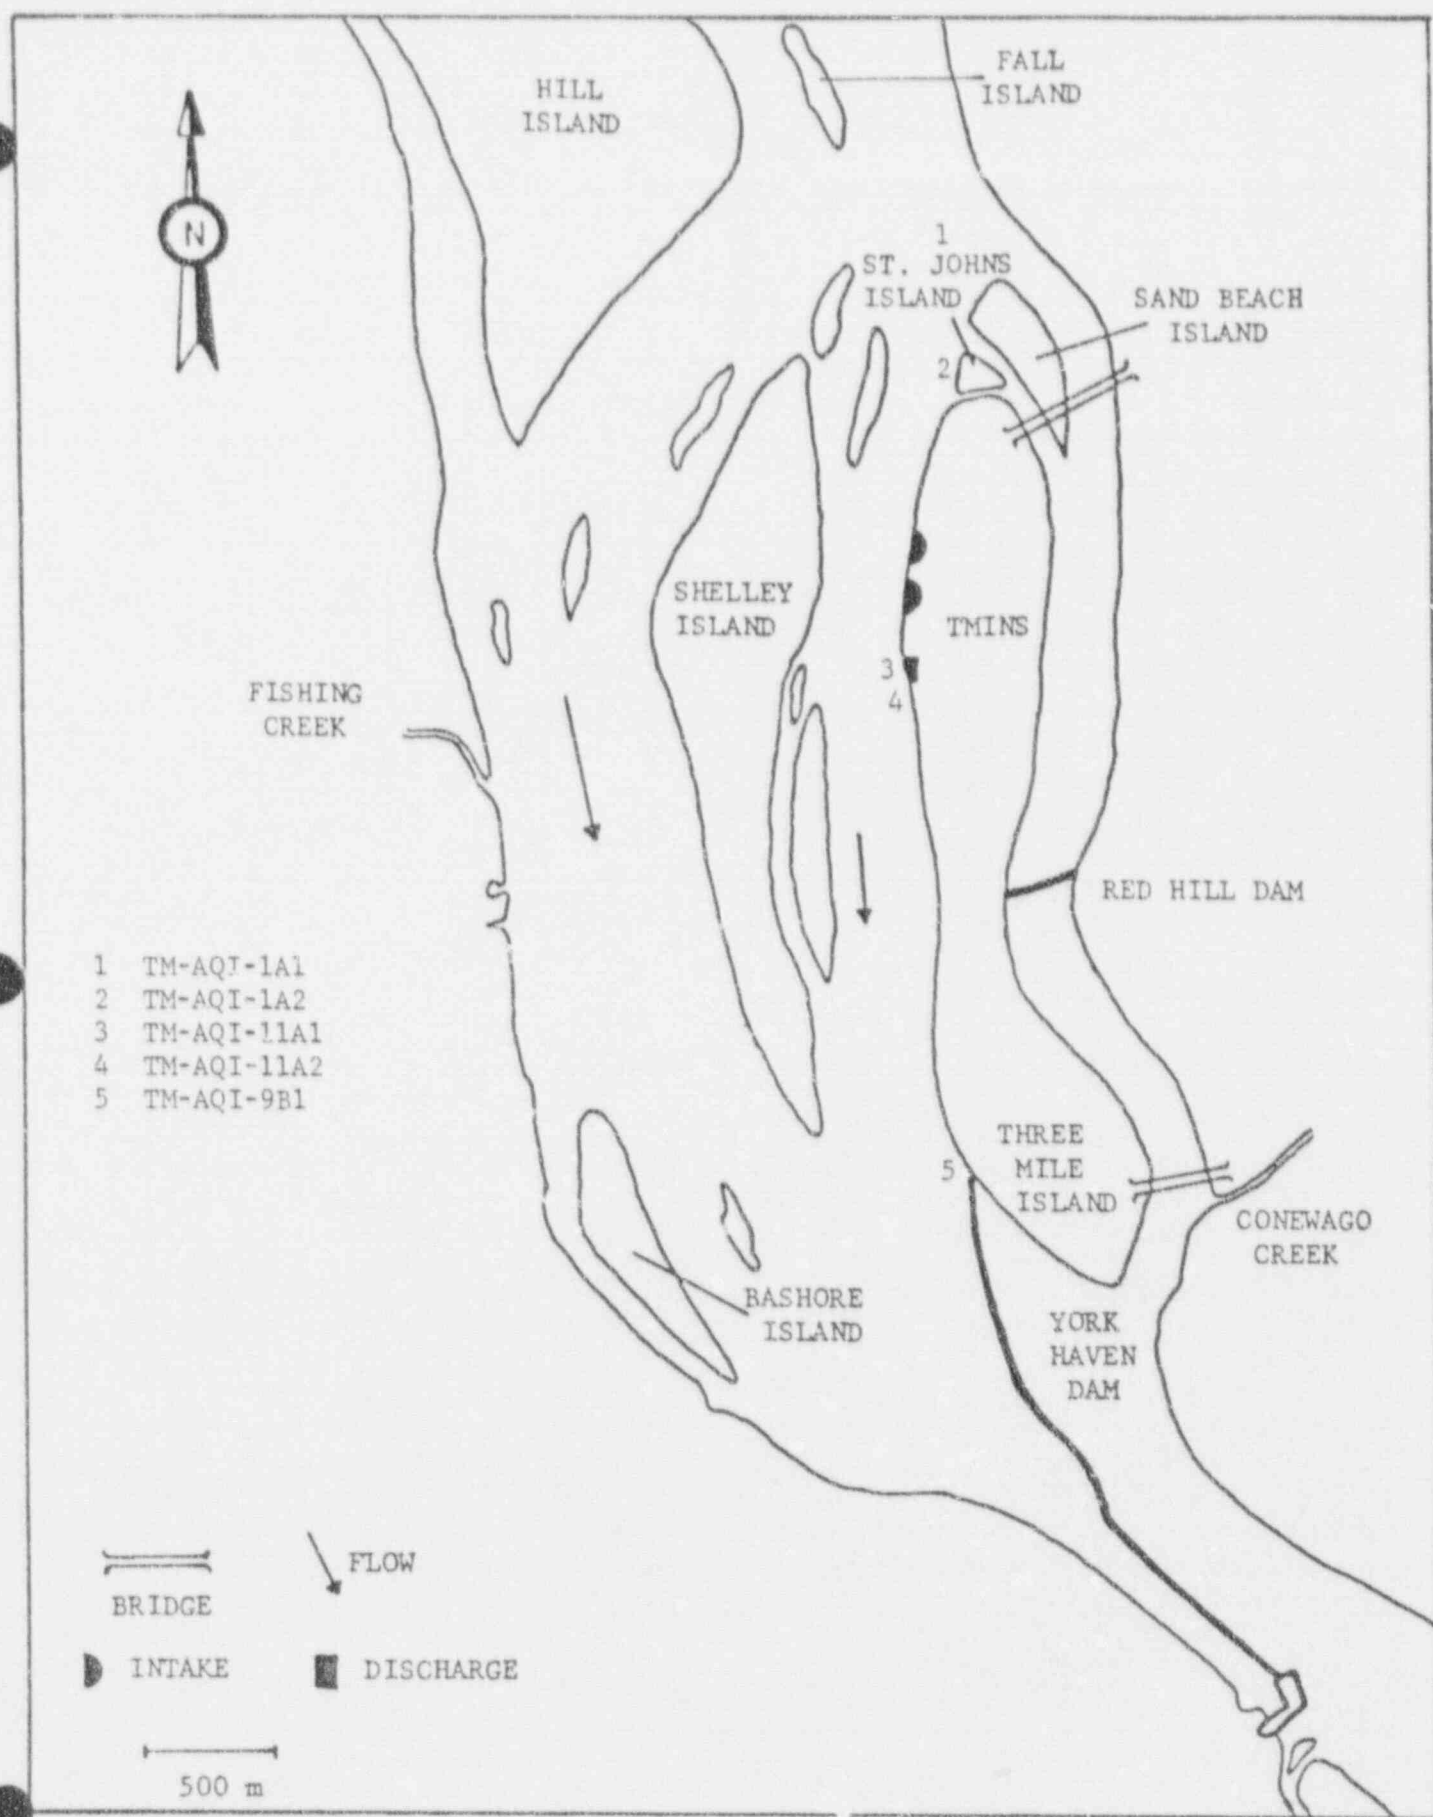 FALL
ISLAND
HILL
ISLAND
N
1
ST. JOHNS
ISLAND
SAND BEACH
ISLAND
2
SHELLEY
ISLAND
TMINS
3
4
FISHING
CREEK
RED HILL DAM
1 TM-AQI-1A1
2 TM-AQI-1A2
3 TM-AQI-11A1
4 TM-AQI-11A2
5 TM-AQI-9B1
THREE
MILE
ISLAND
5
CONEWAGO
CREEK
BASHORE
ISLAND
YORK
HAVEN
DAM
FLOW
BRIDGE
INTAKE
DISCHARGE
500 m